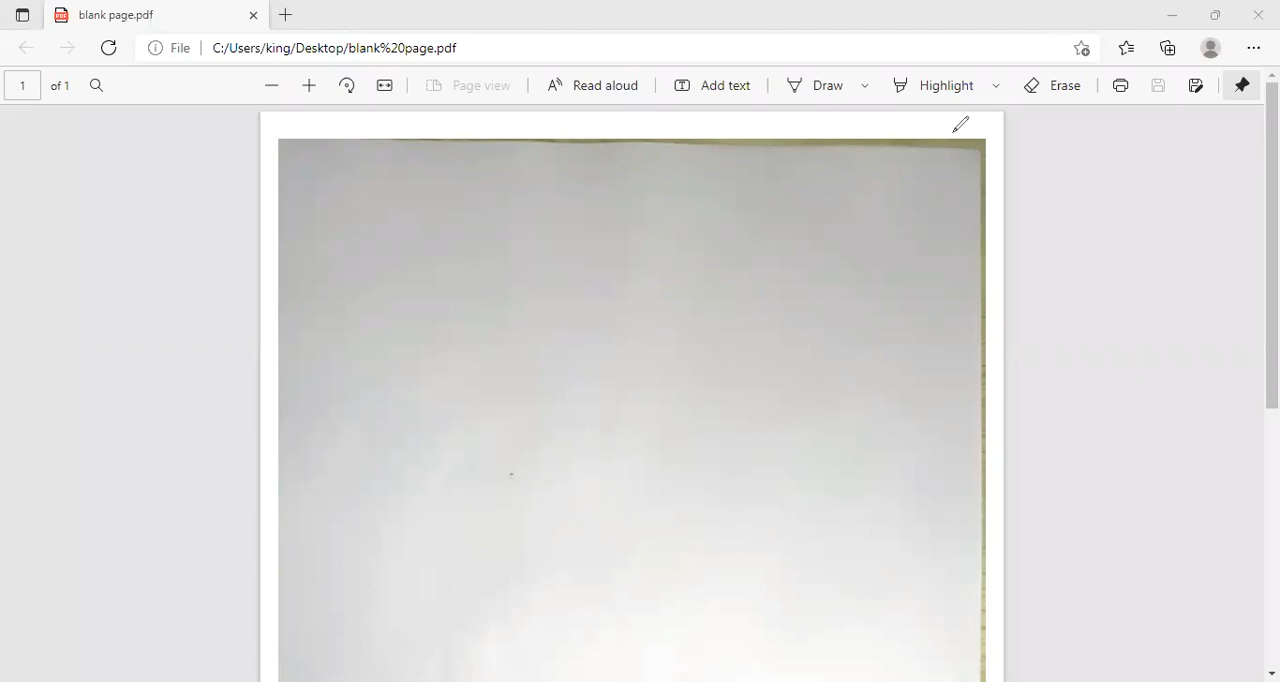 blank page.pdf
File
C:/Users/king/Desktop/blank%20page.pdf
1 of 1
Page view
Read aloud
Add text
Draw
Highlight
Erase